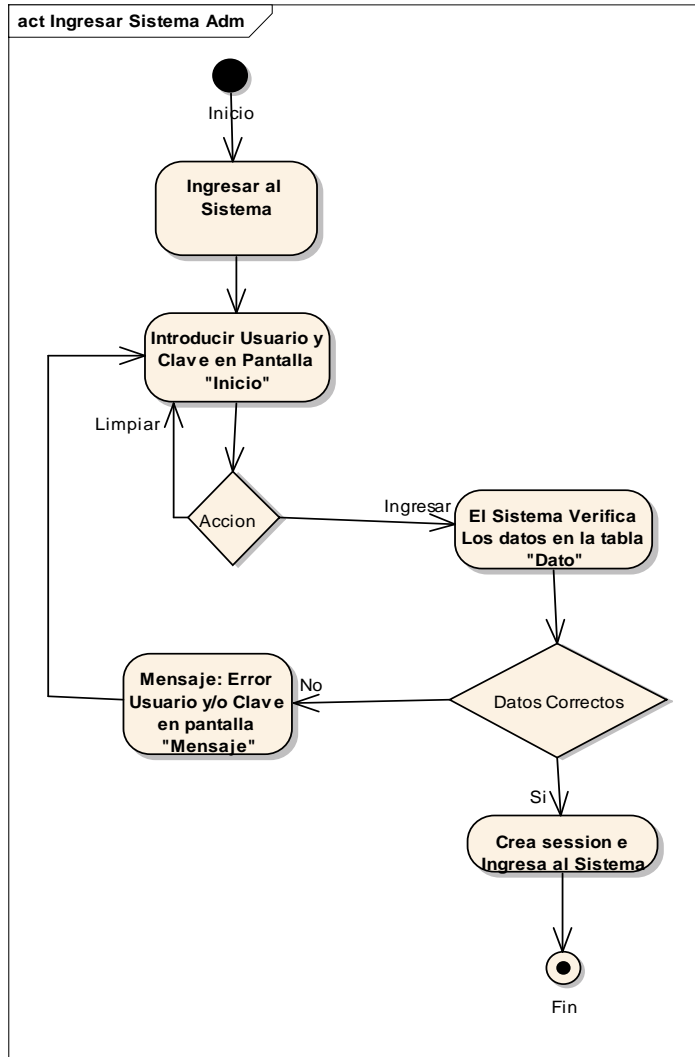 act Ingresar Sistema Adm
Inicio
Ingresar al
Sistema
Introducir Usuario y
Clave en Pantalla
"Inicio"
Limpiar
Accion
Ingresar
El Sistema Verifica
Los datos en la tabla
"Dato"
Mensaje: Error
Usuario y/o Clave
en pantalla
"Mensaje"
No
Datos Correctos
Si
Crea session e
Ingresa al Sistema
Fin